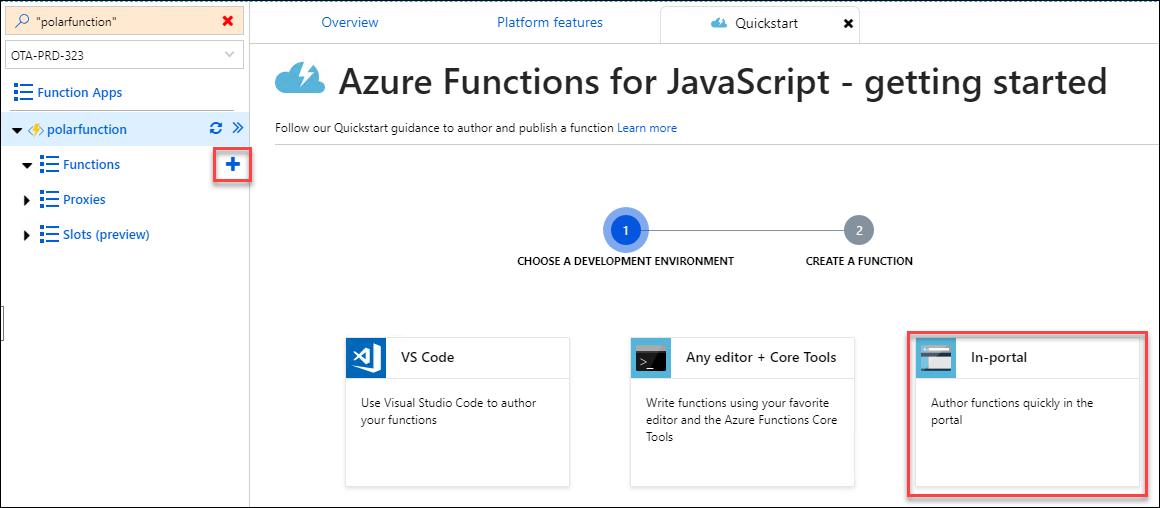 "polarfunction"
OTA-PRD-323
Function Apps
polarfunction
Functions
Proxies
Slots (preview)
Overview
Platform features
Quickstart
Azure Functions for JavaScript - getting started
Follow our Quickstart guidance to author and publish a function Learn more
1
2
CHOOSE A DEVELOPMENT ENVIRONMENT
CREATE A FUNCTION
VS Code
Use Visual Studio Code to author
your functions
>_
Any editor + Core Tools
Write functions using your favorite
editor and the Azure Functions Core
Tools
In-portal
Author functions quickly in the
portal